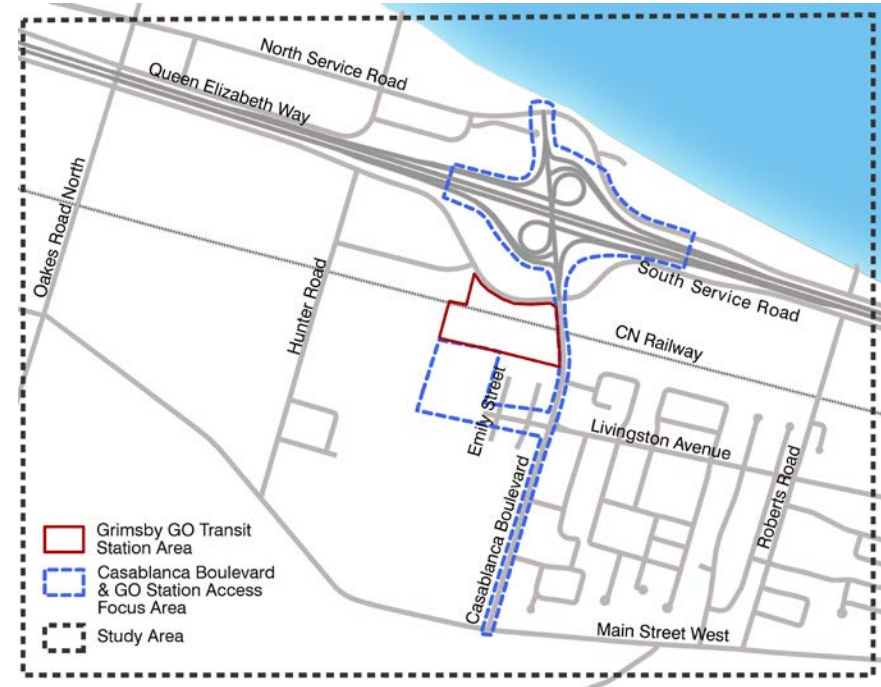 North Service Road
Queen Elizabeth Way
Oakes Road North
Hunter Road
South Service Road
CN Railway
Emily Street
Livingston Avenue
Casablanca Boulevard
Roberts Road
Main Street West
Grimsby GO Transit
Station Area
Casablanca Boulevard
& GO Station Access
Focus Area
Study Area